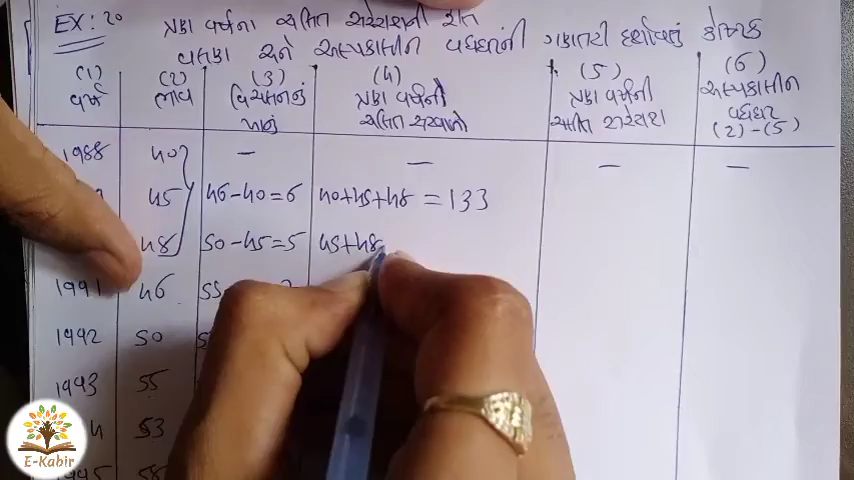 EX: 20 ત્રણ વર્ષના ચલિત સરેરાશની રીત
વલણ અને અલ્પકાલીન વધઘટની ગણતરી દર્શાવતું કોષ્ટક
(1) (2) (3) (4) (5) (6)
વર્ષ ભાવ વિચલનનું ત્રણ વર્ષની ત્રણ વર્ષની અલ્પકાલીન
ખાનું ચલિત સરવાળો ચલિત સરેરાશ વધઘટ
(2) - (5)
1988 40 - - - -
45 46-40=6 40+45+48 = 133
48 50-45=5 45+48
1991 46 55
1992 50
1993 55
53
58
E-Kabir